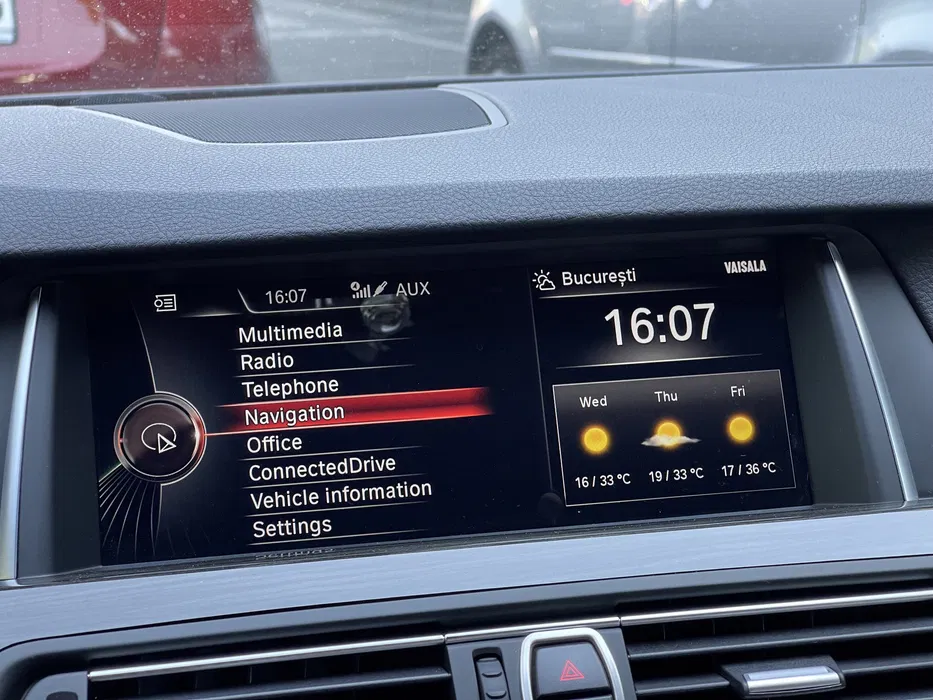 16:07 AUX
Multimedia
Radio
Telephone
Navigation
Office
ConnectedDrive
Vehicle information
Settings
București VAISALA
16:07
Wed Thu Fri
16 / 33 °C 19 / 33 °C 17 / 36 °C